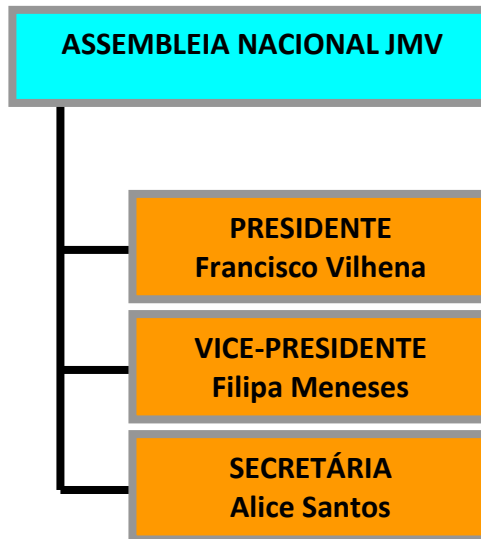 ASSEMBLEIA NACIONAL JMV
PRESIDENTE
Francisco Vilhena
VICE-PRESIDENTE
Filipa Meneses
SECRETÁRIA
Alice Santos